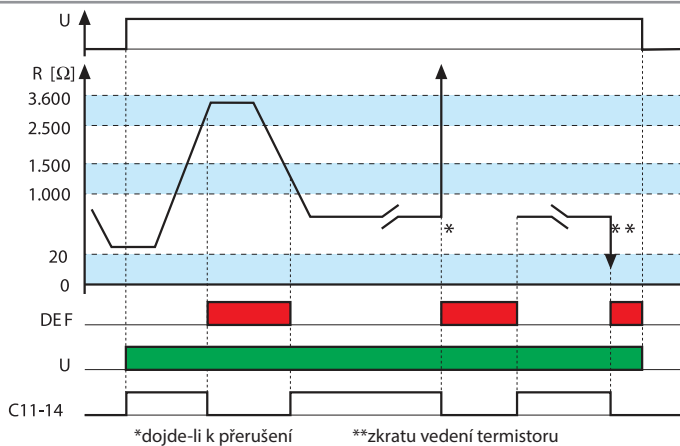 U
R [Ω]
3.600
2.500
1.500
1.000
*
**
20
0
DEF
U
C11-14
*dojde-li k přerušení **zkratu vedení termistoru